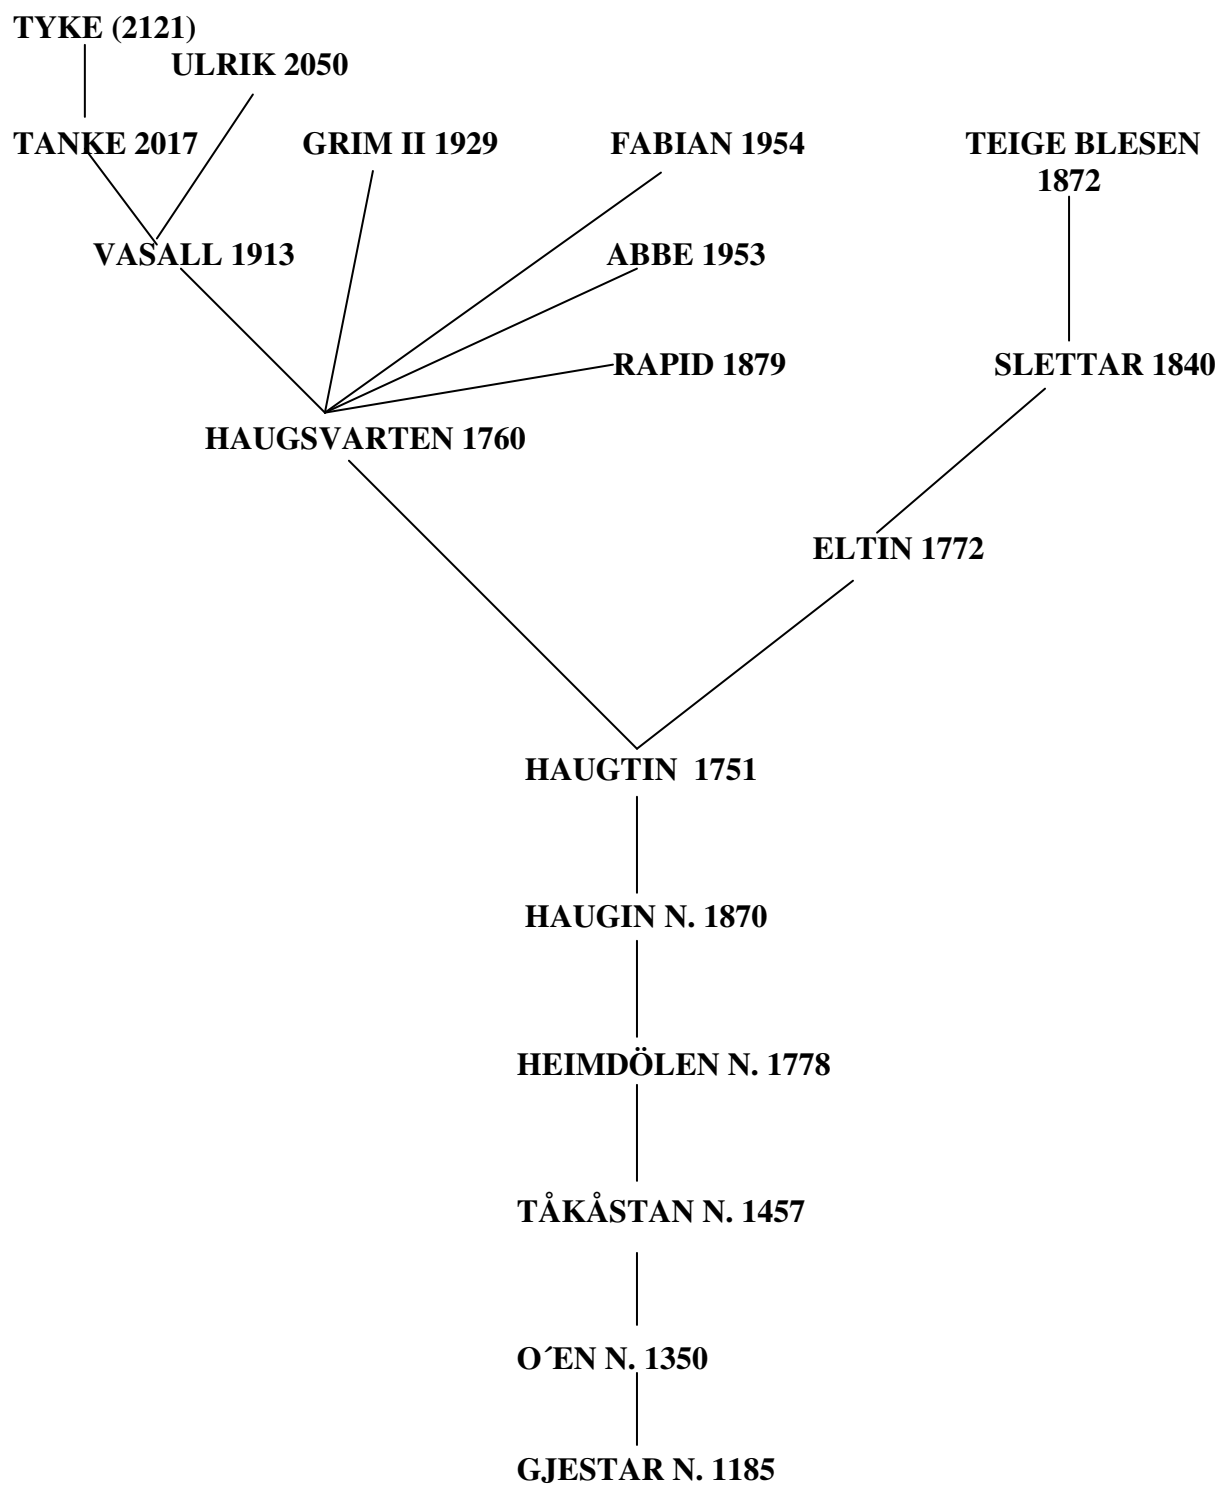 TYKE (2121)
ULRIK 2050
TANKE 2017
GRIM II 1929
FABIAN 1954
TEIGE BLESEN
1872
VASALL 1913
ABBE 1953
RAPID 1879
SLETTAR 1840
HAUGSVARTEN 1760
ELTIN 1772
HAUGTIN 1751
HAUGIN N. 1870
HEIMDÖLEN N. 1778
TÅKÅSTAN N. 1457
O´EN N. 1350
GJESTAR N. 1185